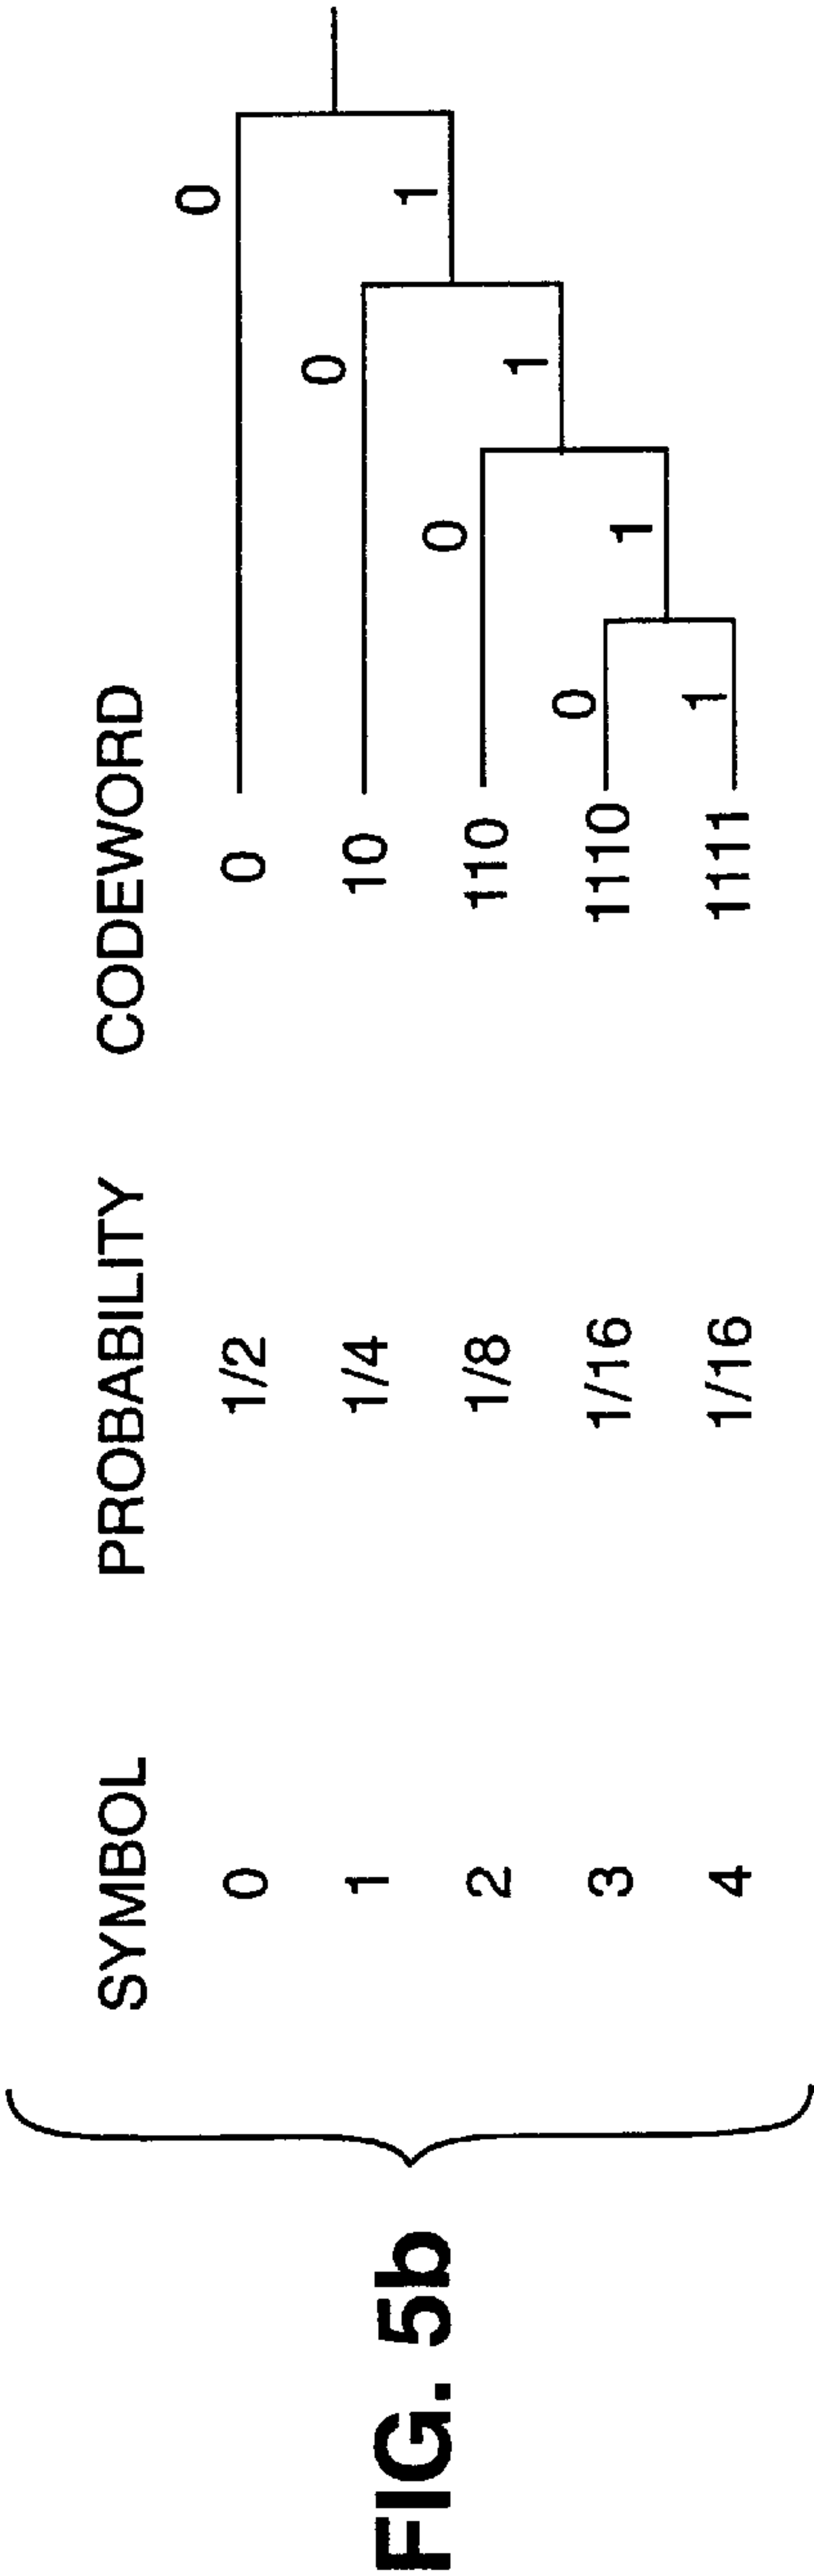 SYMBOL PROBABILITY CODEWORD
0 1/2 0 0
1 1/4 10 0 1
2 1/8 110 0 1
3 1/16 1110 0 1
4 1/16 1111 1
FIG. 5b